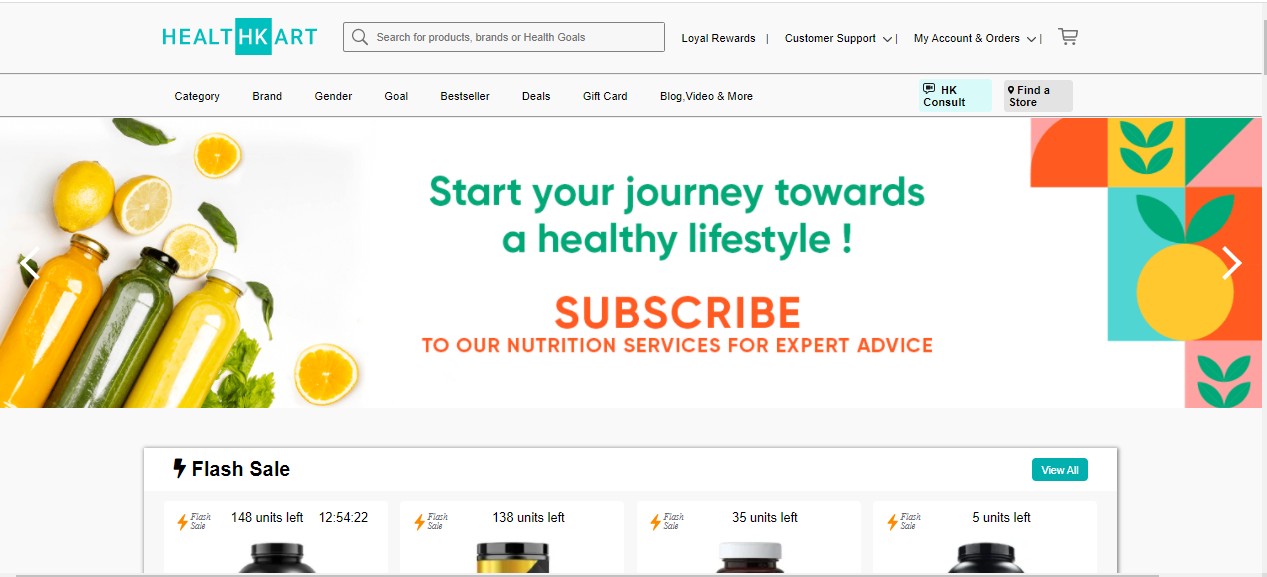 HEALTHKART
Search for products, brands or Health Goals
Loyal Rewards |
Customer Support |
My Account & Orders |
Category
Brand
Gender
Goal
Bestseller
Deals
Gift Card
Blog,Video & More
HK
Consult
Find a
Store
Start your journey towards
a healthy lifestyle !
SUBSCRIBE
TO OUR NUTRITION SERVICES FOR EXPERT ADVICE
Flash Sale
View All
Flash
Sale
148 units left
12:54:22
Flash
Sale
138 units left
Flash
Sale
35 units left
Flash
Sale
5 units left